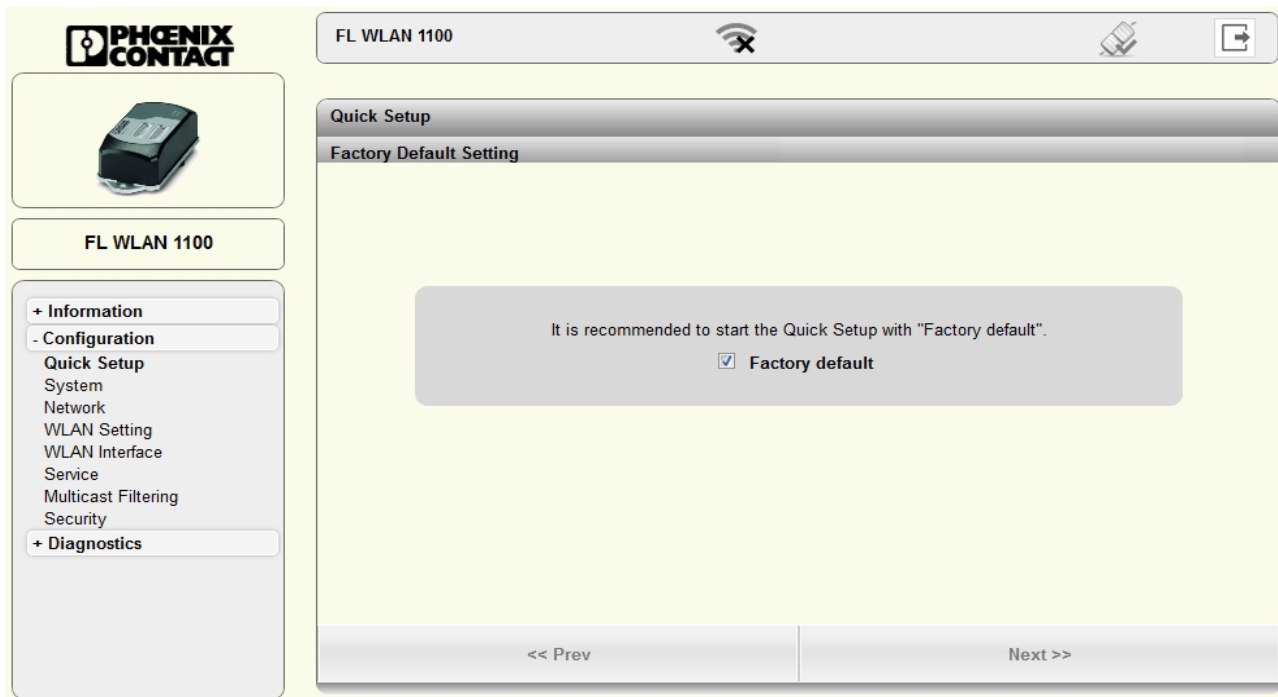 PHŒNIX
CONTACT
FL WLAN 1100
FL WLAN 1100
+ Information
- Configuration
Quick Setup
System
Network
WLAN Setting
WLAN Interface
Service
Multicast Filtering
Security
+ Diagnostics
Quick Setup
Factory Default Setting
It is recommended to start the Quick Setup with "Factory default".
Factory default
<< Prev
Next >>